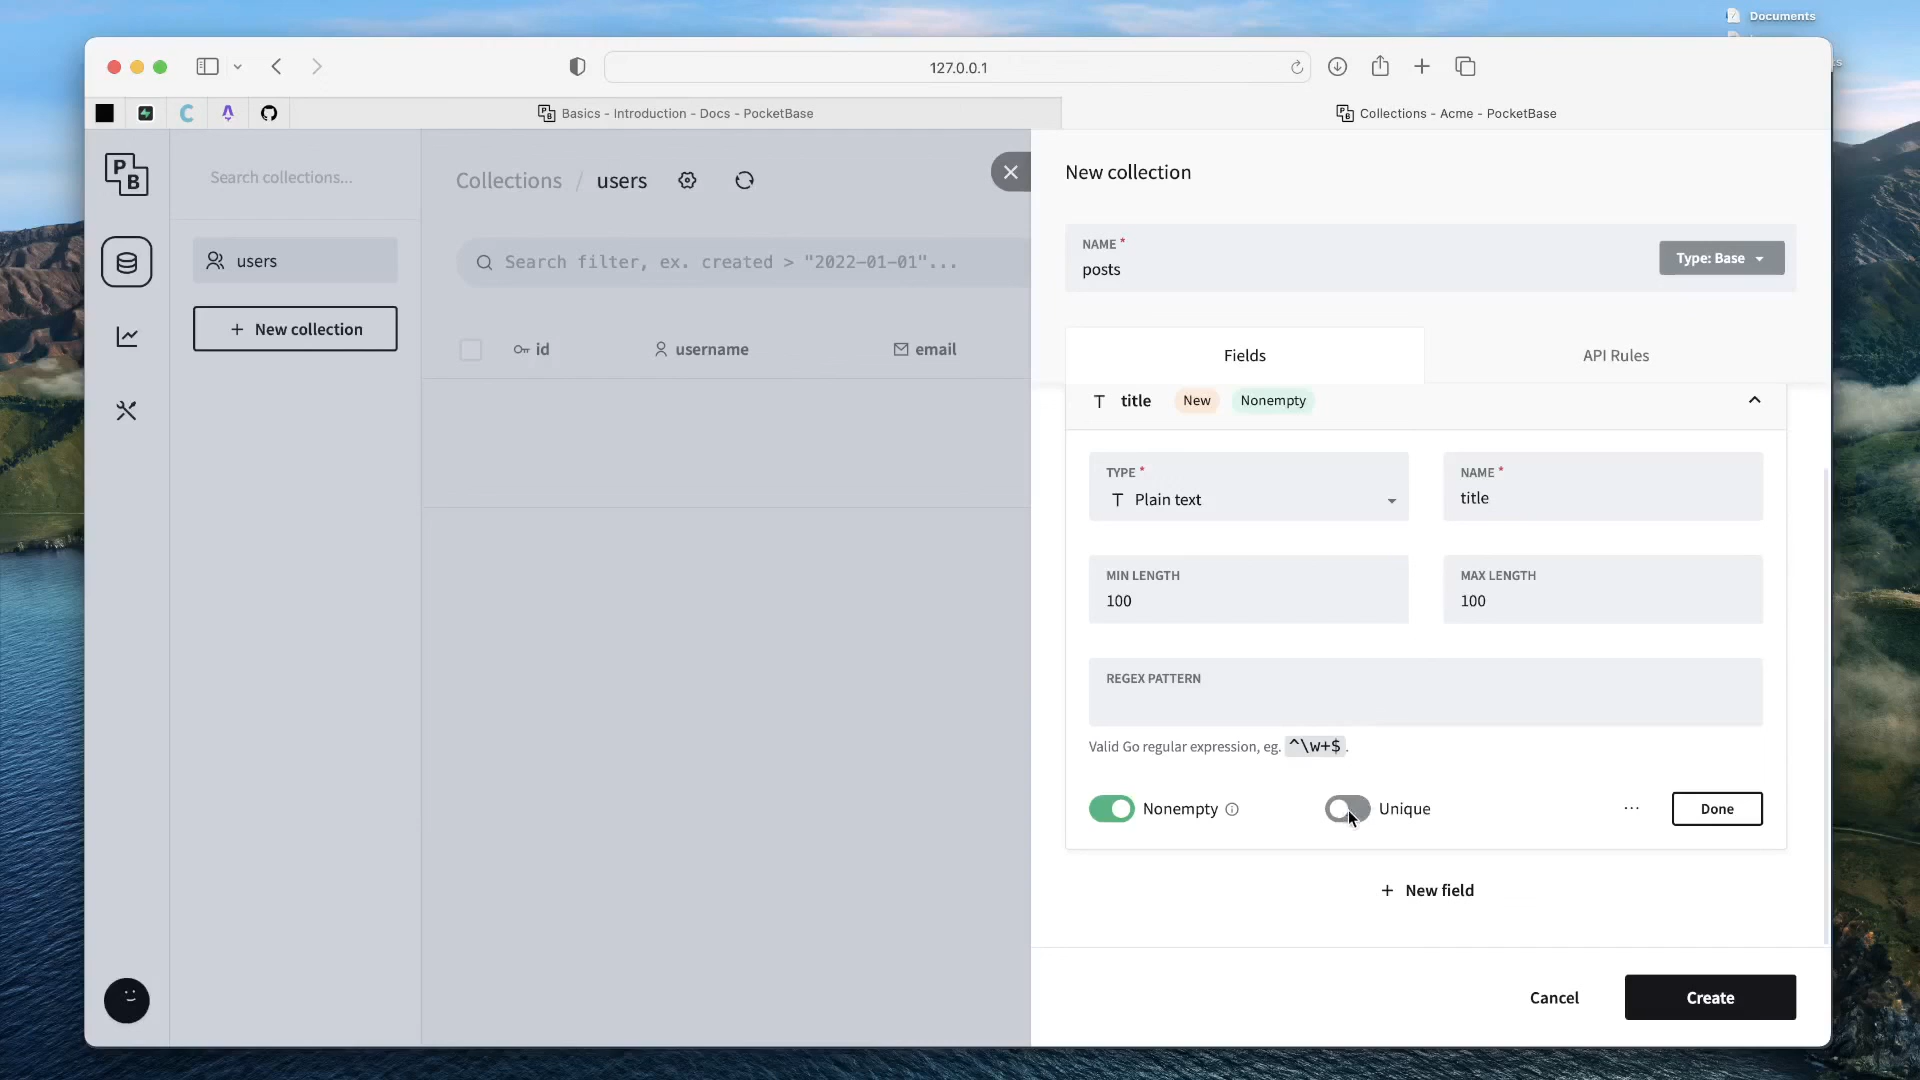 Documents
127.0.0.1
Basics - Introduction - Docs - PocketBase
Collections - Acme - PocketBase
P
B
Search collections...
users
+ New collection
Collections / users
Search filter, ex. created > "2022-01-01"...
id
username
email
New collection
NAME *
posts
Type: Base
Fields
API Rules
T title New Nonempty
TYPE *
T Plain text
NAME *
title
MIN LENGTH
100
MAX LENGTH
100
REGEX PATTERN
Valid Go regular expression, eg. ^\w+$.
Nonempty
Unique
...
Done
+ New field
Cancel
Create